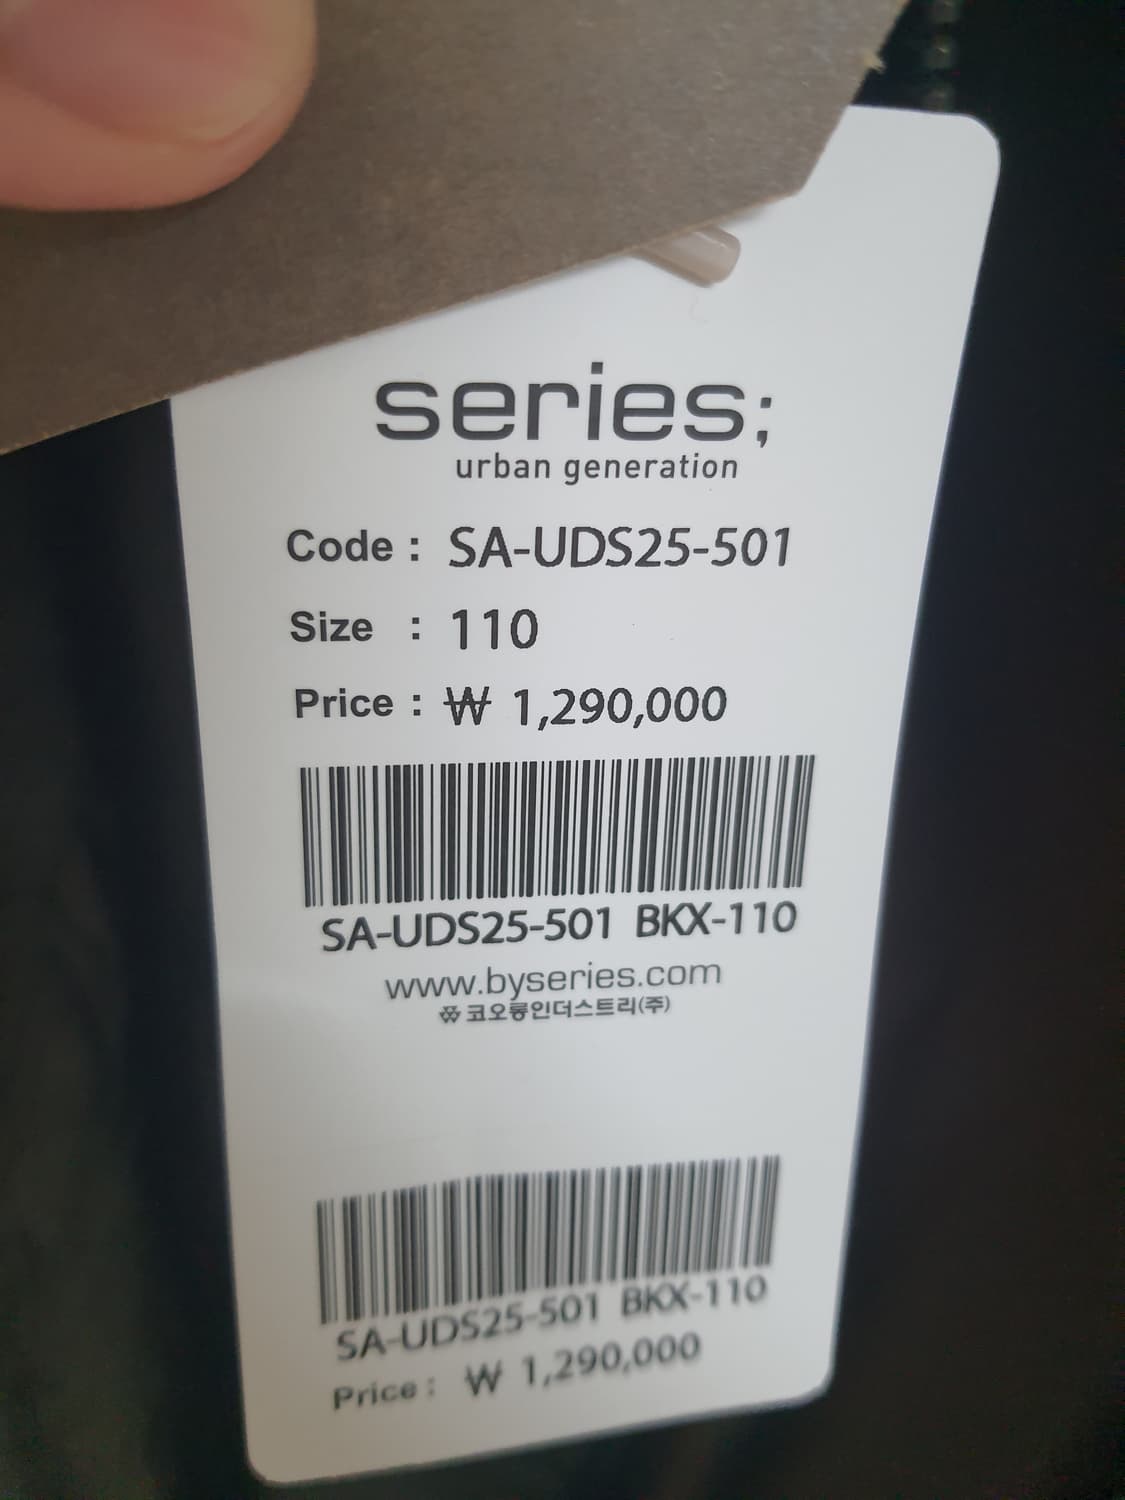 series;
urban generation
Code : SA-UDS25-501
Size : 110
Price : ₩ 1,290,000
SA-UDS25-501 BKX-110
www.byseries.com
코오롱인더스트리(주)
SA-UDS25-501 BKX-110
Price : ₩ 1,290,000